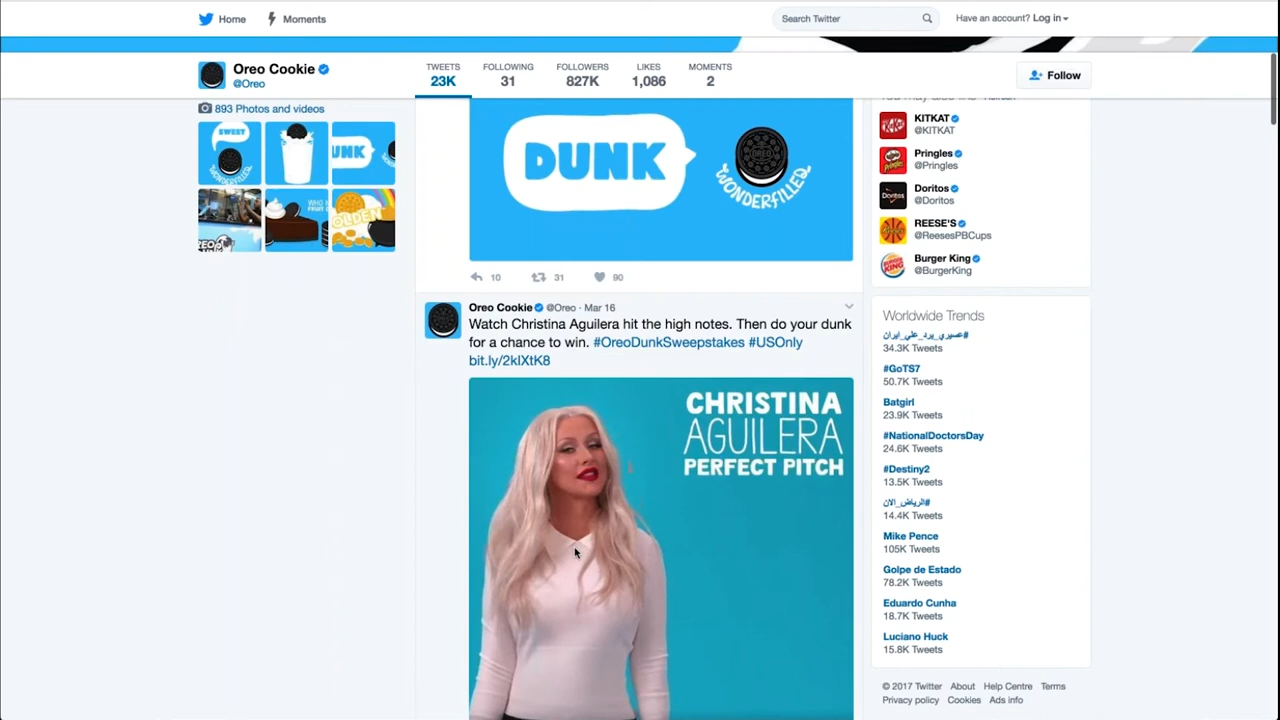 Home
Moments
Search Twitter
Have an account? Log in
Oreo Cookie
@Oreo
TWEETS
23K
FOLLOWING
31
FOLLOWERS
827K
LIKES
1,086
MOMENTS
2
Follow
893 Photos and videos
SWEET
DUNK
WONDERFILLED
10
31
90
Oreo Cookie @Oreo · Mar 16
Watch Christina Aguilera hit the high notes. Then do your dunk
for a chance to win. #OreoDunkSweepstakes #USOnly
bit.ly/2kIXtK8
CHRISTINA
AGUILERA
PERFECT PITCH
KITKAT
@KITKAT
Pringles
@Pringles
Doritos
@Doritos
REESE'S
@ReesesPBCups
Burger King
@BurgerKing
Worldwide Trends
#عسيري_يرد_علي_ايران
34.3K Tweets
#GoTS7
50.7K Tweets
Batgirl
23.9K Tweets
#NationalDoctorsDay
24.6K Tweets
#Destiny2
13.5K Tweets
#الرياض_الان
14.4K Tweets
Mike Pence
105K Tweets
Golpe de Estado
78.2K Tweets
Eduardo Cunha
18.7K Tweets
Luciano Huck
15.8K Tweets
© 2017 Twitter About Help Centre Terms
Privacy policy Cookies Ads info